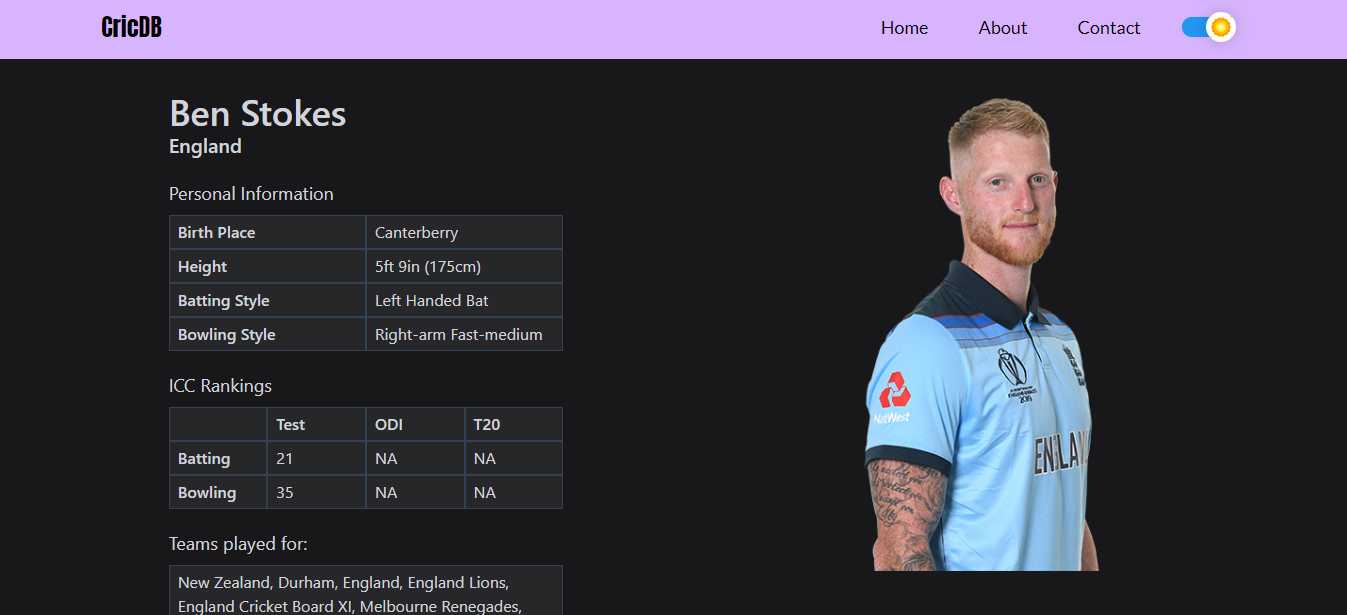 CricDB
Home About Contact
Ben Stokes
England
Personal Information
Birth Place Canterberry
Height 5ft 9in (175cm)
Batting Style Left Handed Bat
Bowling Style Right-arm Fast-medium
ICC Rankings
Test ODI T20
Batting 21 NA NA
Bowling 35 NA NA
Teams played for:
New Zealand, Durham, England, England Lions,
England Cricket Board XI, Melbourne Renegades,
NatWest
2019
ENGLAND